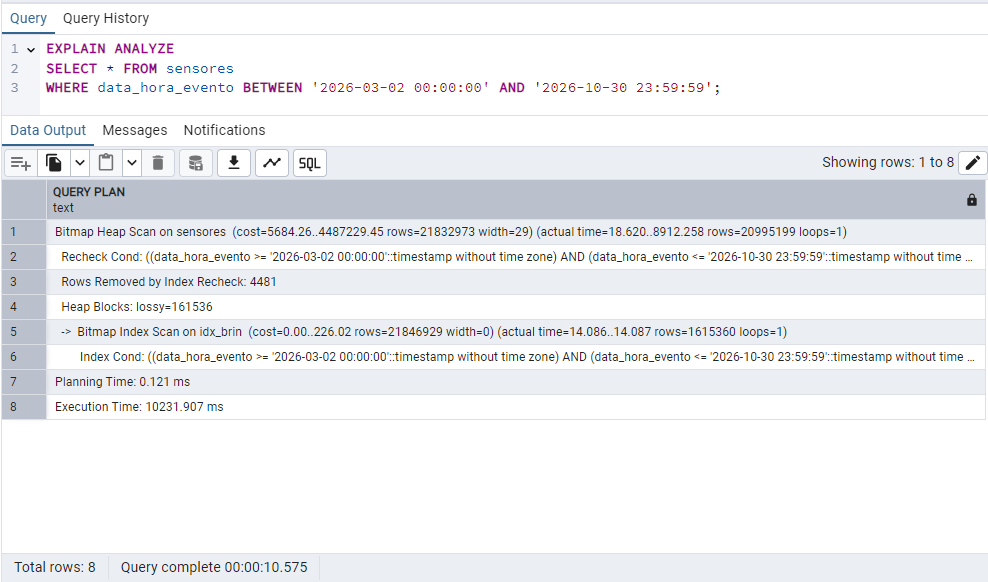 Query Query History
1 EXPLAIN ANALYZE
2 SELECT * FROM sensores
3 WHERE data_hora_evento BETWEEN '2026-03-02 00:00:00' AND '2026-10-30 23:59:59';
Data Output Messages Notifications
SQL Showing rows: 1 to 8
QUERY PLAN
text
1 Bitmap Heap Scan on sensores (cost=5684.26..4487229.45 rows=21832973 width=29) (actual time=18.620..8912.258 rows=20995199 loops=1)
2 Recheck Cond: ((data_hora_evento >= '2026-03-02 00:00:00'::timestamp without time zone) AND (data_hora_evento <= '2026-10-30 23:59:59'::timestamp without time ...
3 Rows Removed by Index Recheck: 4481
4 Heap Blocks: lossy=161536
5 -> Bitmap Index Scan on idx_brin (cost=0.00..226.02 rows=21846929 width=0) (actual time=14.086..14.087 rows=1615360 loops=1)
6 Index Cond: ((data_hora_evento >= '2026-03-02 00:00:00'::timestamp without time zone) AND (data_hora_evento <= '2026-10-30 23:59:59'::timestamp without time ...
7 Planning Time: 0.121 ms
8 Execution Time: 10231.907 ms
Total rows: 8 Query complete 00:00:10.575